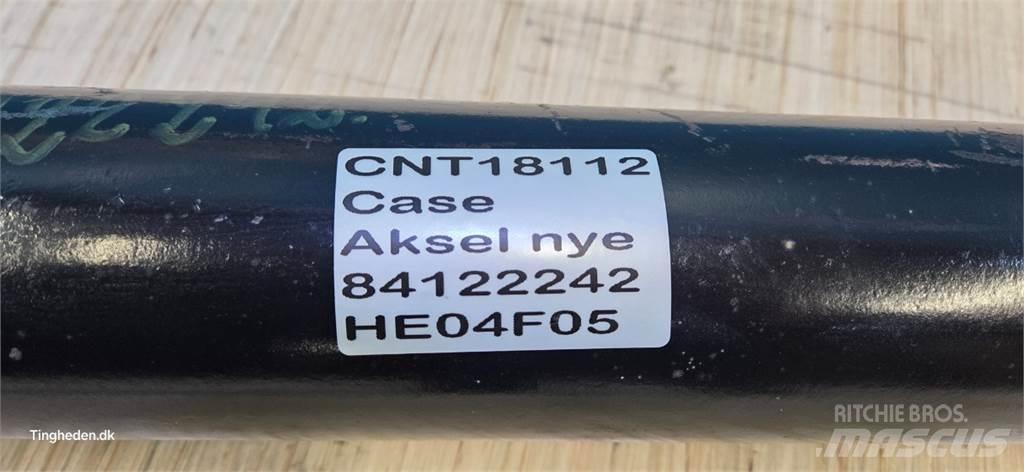 CNT18112
Case
Aksel nye
84122242
HE04F05
Tingheden.dk
RITCHIE BROS.
MASCUS